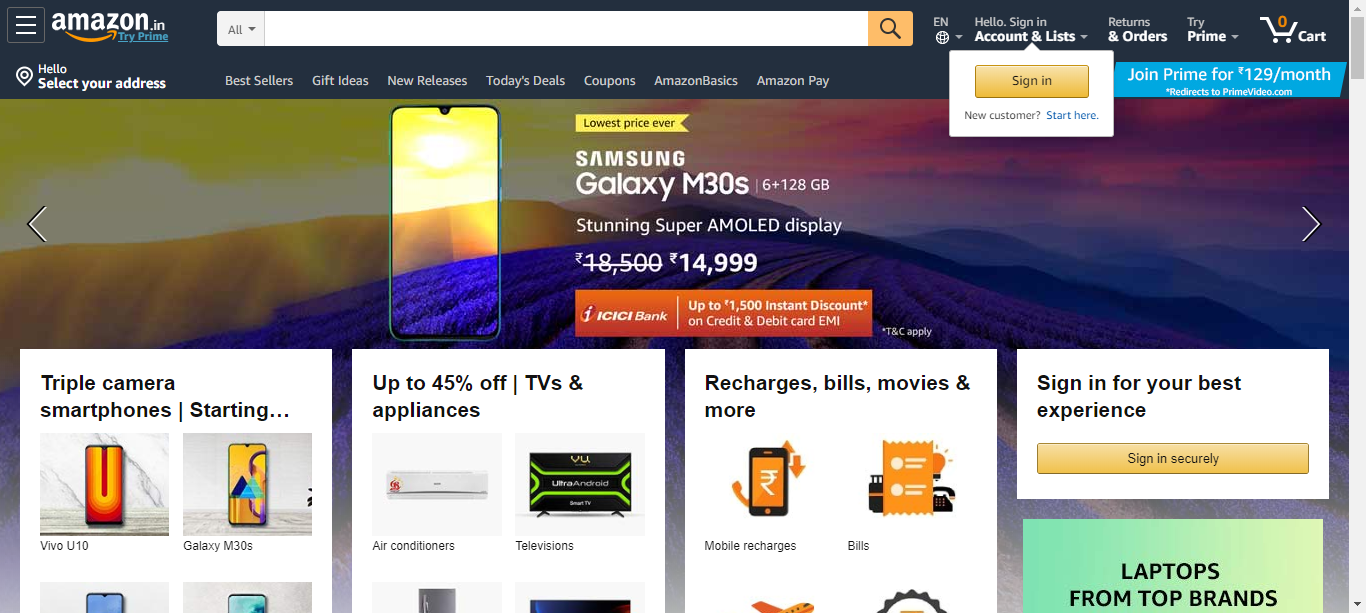 amazon.in
Try Prime
All
EN
Hello. Sign in
Account & Lists
Returns
& Orders
Try
Prime
0
Cart
Hello
Select your address
Best Sellers
Gift Ideas
New Releases
Today's Deals
Coupons
AmazonBasics
Amazon Pay
Sign in
New customer? Start here.
Join Prime for ₹129/month
*Redirects to PrimeVideo.com
Lowest price ever
SAMSUNG
Galaxy M30s | 6+128 GB
Stunning Super AMOLED display
₹18,500 ₹14,999
ICICI Bank
Up to ₹1,500 Instant Discount*
on Credit & Debit card EMI
*T&C apply
Triple camera
smartphones | Starting…
Vivo U10
Galaxy M30s
Up to 45% off | TVs &
appliances
VU
UltraAndroid
Smart TV
Air conditioners
Televisions
Recharges, bills, movies &
more
₹
Mobile recharges
Bills
Sign in for your best
experience
Sign in securely
LAPTOPS
FROM TOP BRANDS